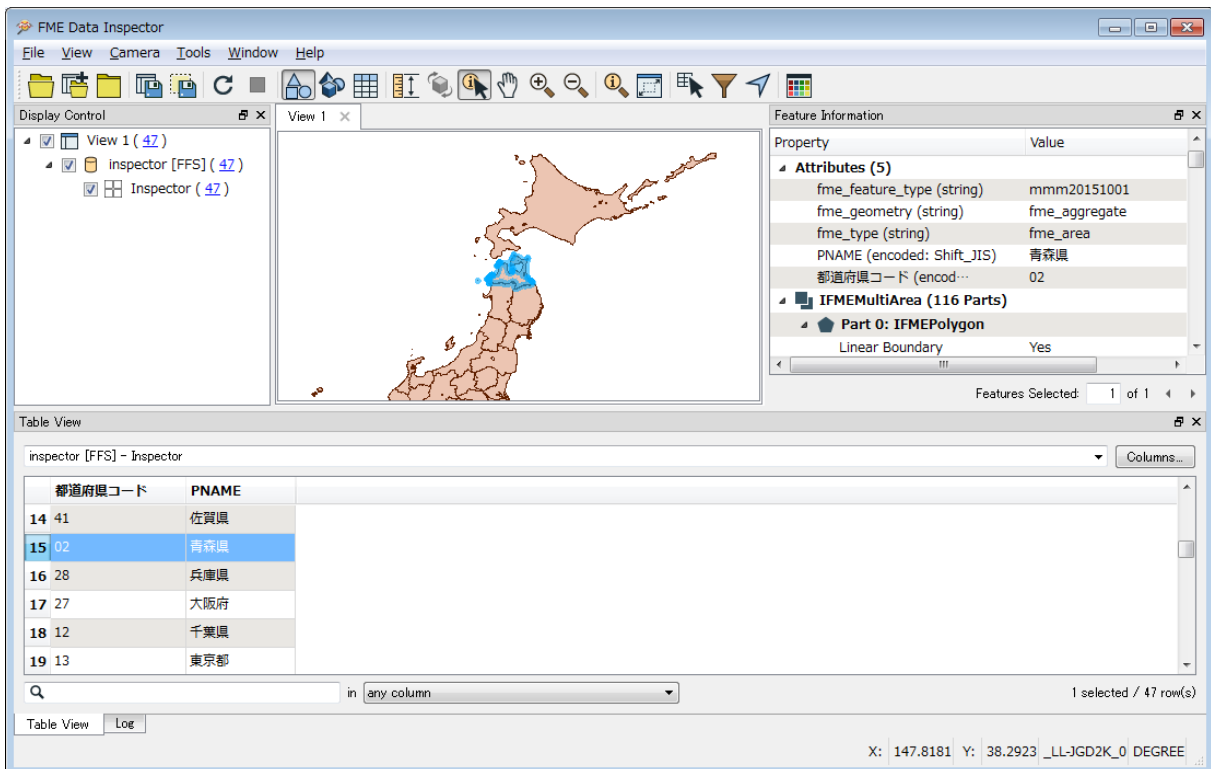 FME Data Inspector
File View Camera Tools Window Help
Display Control
View 1 ( 47 )
inspector [FFS] ( 47 )
Inspector ( 47 )
View 1
Feature Information
Property Value
Attributes (5)
fme_feature_type (string) mmm20151001
fme_geometry (string) fme_aggregate
fme_type (string) fme_area
PNAME (encoded: Shift_JIS) 青森県
都道府県コード (encod… 02
IFMEMultiArea (116 Parts)
Part 0: IFMEPolygon
Linear Boundary Yes
Features Selected: 1 of 1
Table View
inspector [FFS] - Inspector
Columns...
都道府県コード PNAME
14 41 佐賀県
15 02 青森県
16 28 兵庫県
17 27 大阪府
18 12 千葉県
19 13 東京都
in any column 1 selected / 47 row(s)
Table View Log
X: 147.8181 Y: 38.2923 _LL-JGD2K_0 DEGREE